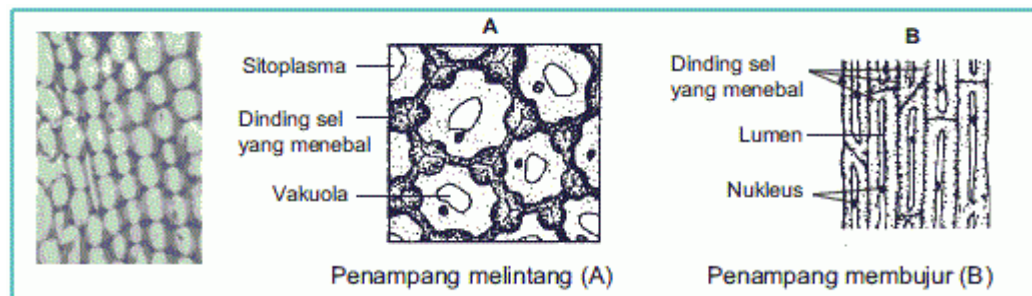 A
Sitoplasma
Dinding sel
yang menebal
Vakuola
Penampang melintang (A)
B
Dinding sel
yang menebal
Lumen
Nukleus
Penampang membujur (B)